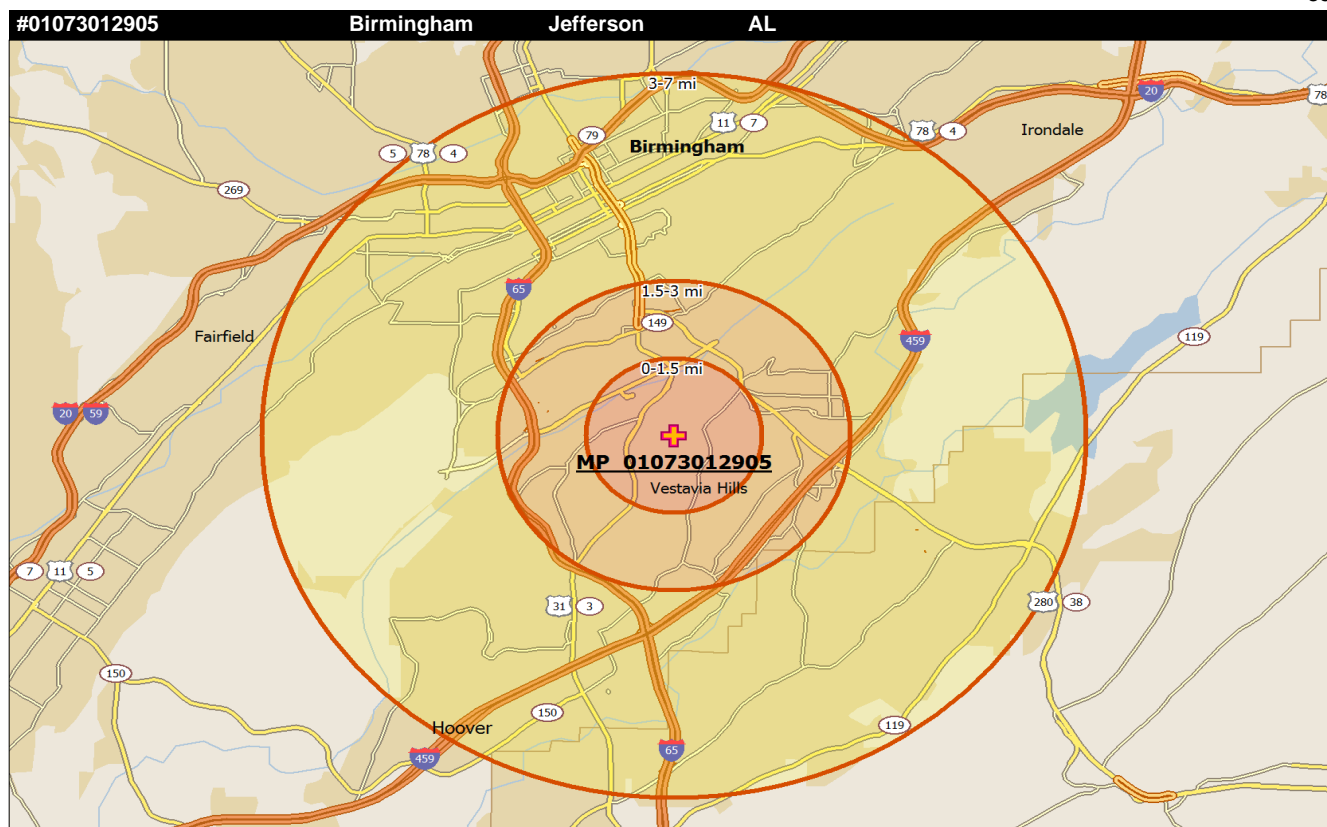 #01073012905 Birmingham Jefferson AL
3-7 mi
20
78
11 7
78 4
Irondale
79
Birmingham
5 78 4
269
65
1.5-3 mi
149
119
Fairfield
459
0-1.5 mi
20 59
MP 01073012905
Vestavia Hills
7 11 5
31 3
280 38
150
150
119
Hoover
65
459